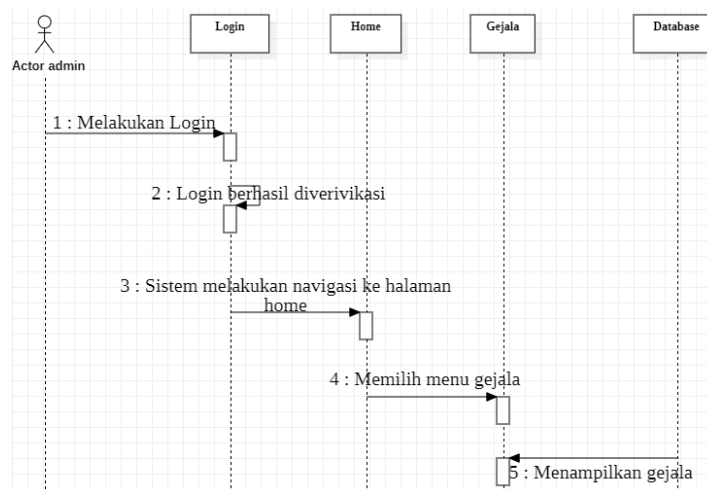 Login
Home
Gejala
Database
Actor admin
1 : Melakukan Login
2 : Login berhasil diverivikasi
3 : Sistem melakukan navigasi ke halaman
home
4 : Memilih menu gejala
5 : Menampilkan gejala